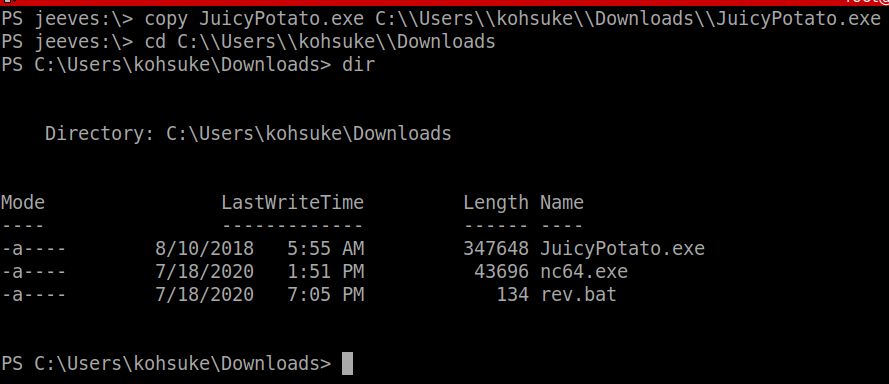 PS jeeves:\> copy JuicyPotato.exe C:\\Users\\kohsuke\\Downloads\\JuicyPotato.exe
PS jeeves:\> cd C:\\Users\\kohsuke\\Downloads
PS C:\Users\kohsuke\Downloads> dir
Directory: C:\Users\kohsuke\Downloads
Mode LastWriteTime Length Name
---- ------------- ------ ----
-a---- 8/10/2018 5:55 AM 347648 JuicyPotato.exe
-a---- 7/18/2020 1:51 PM 43696 nc64.exe
-a---- 7/18/2020 7:05 PM 134 rev.bat
PS C:\Users\kohsuke\Downloads>